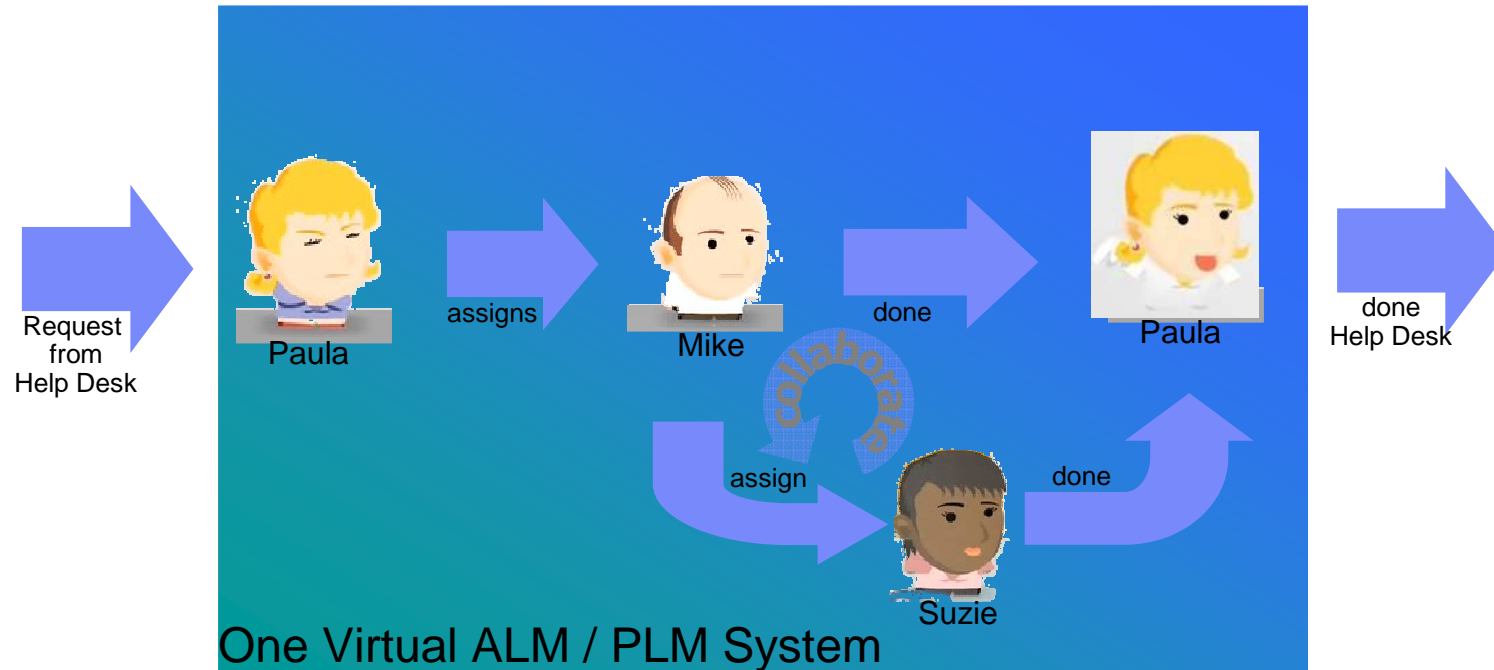 Request
from
Help Desk
Paula
assigns
Mike
done
Paula
done
Help Desk
collaborate
assign
done
Suzie
One Virtual ALM / PLM System